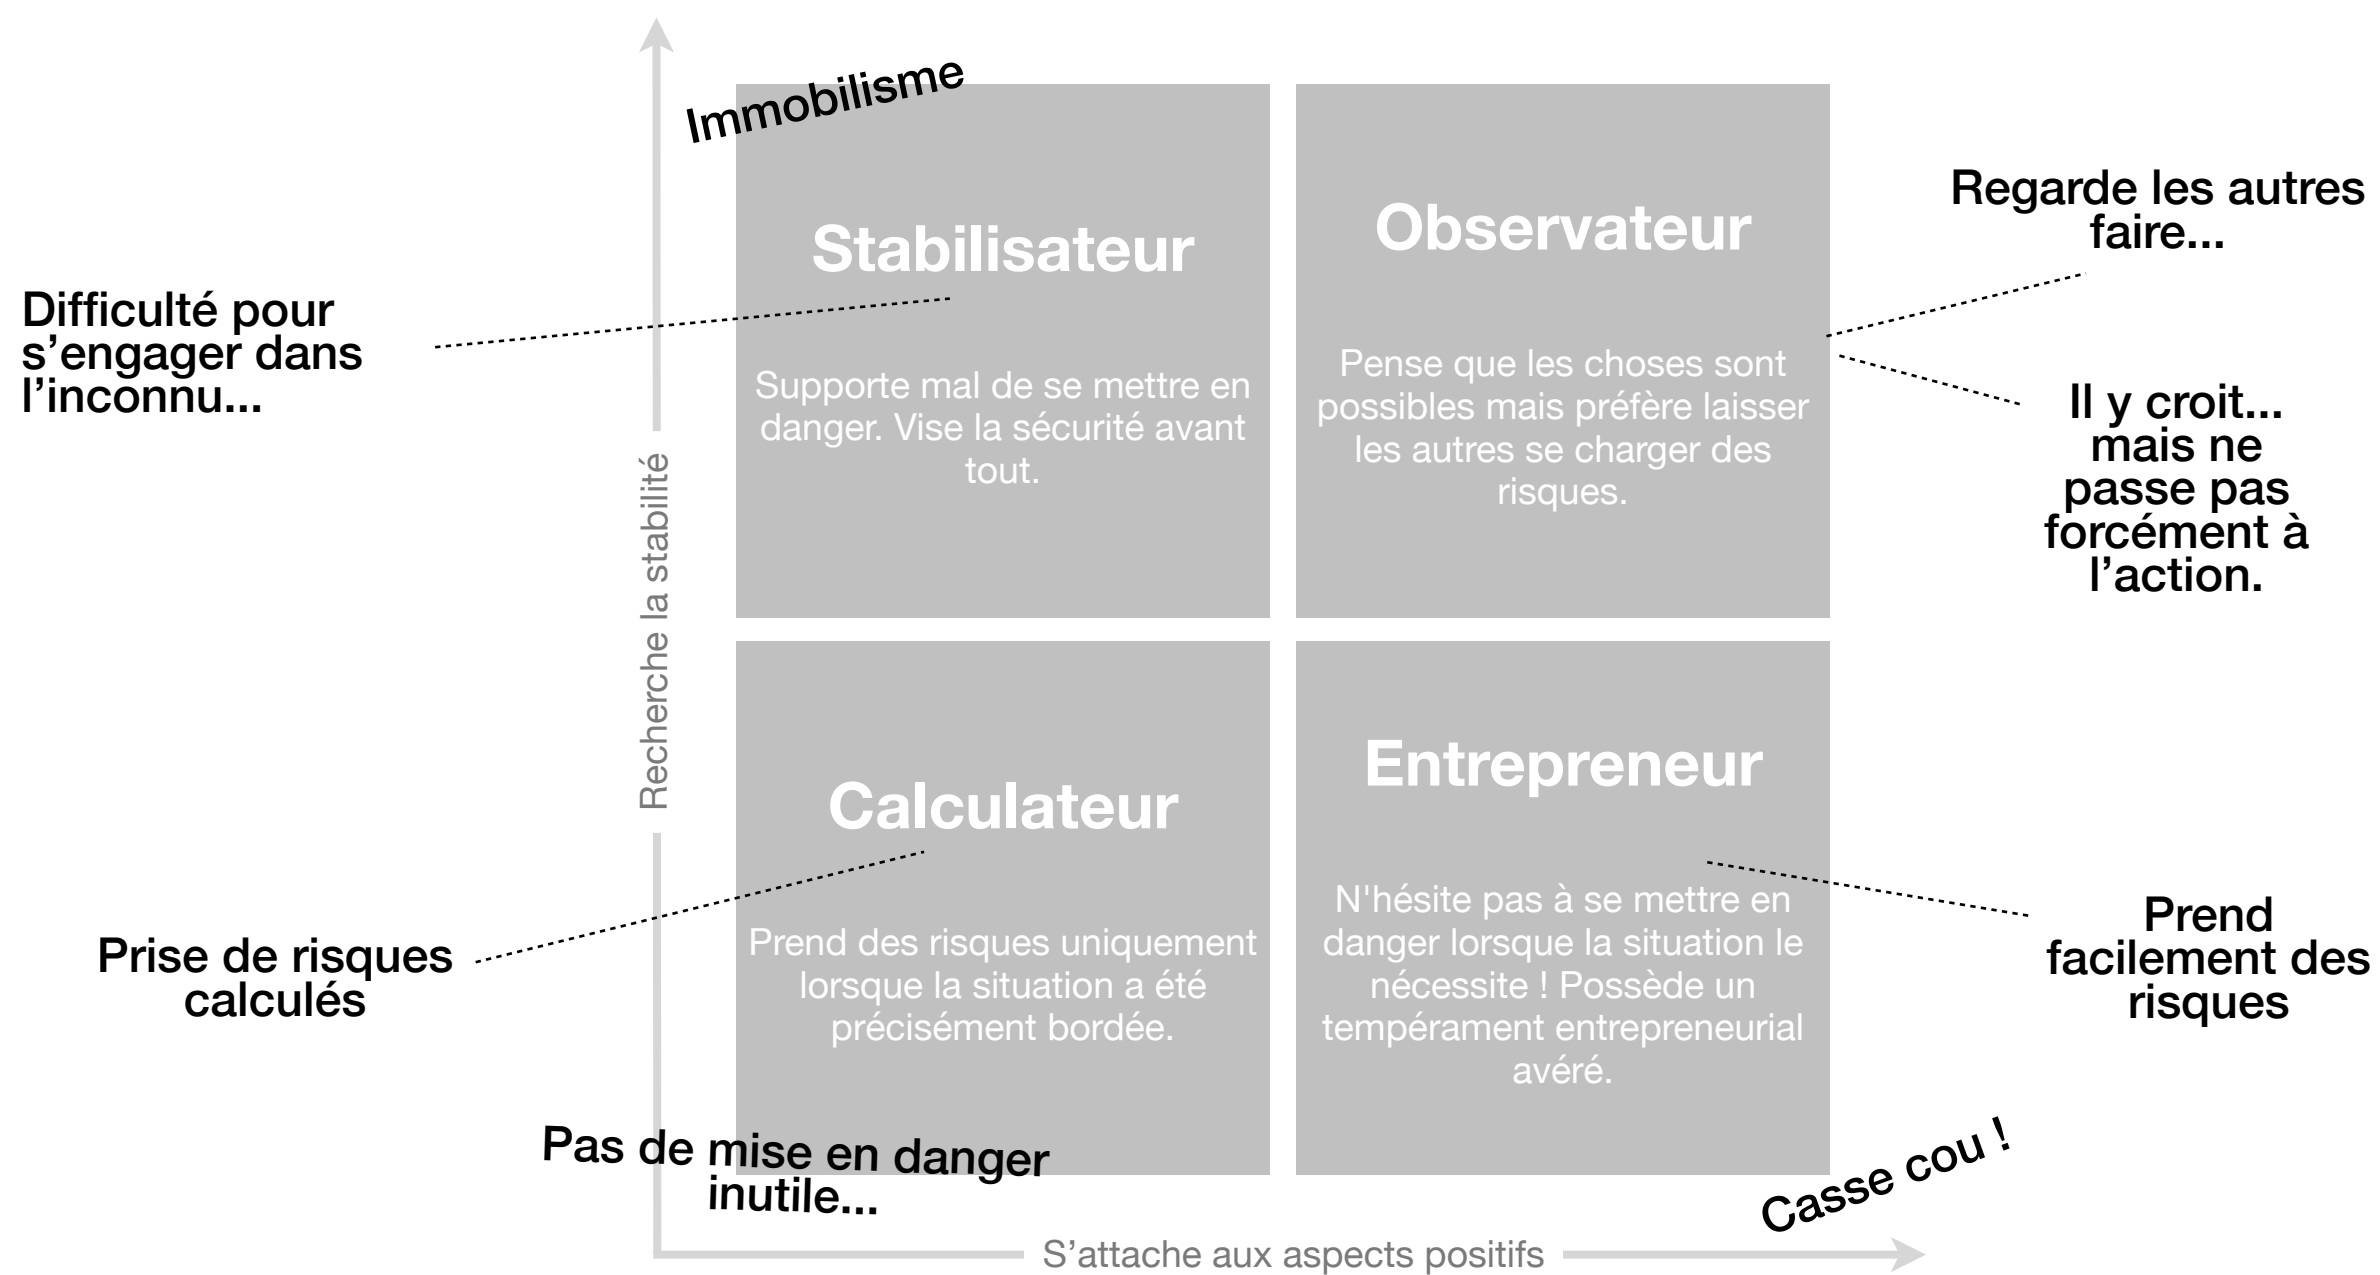 Immobilisme
Stabilisateur
Supporte mal de se mettre en
danger. Vise la sécurité avant
tout.
Difficulté pour
s’engager dans
l’inconnu...
Observateur
Pense que les choses sont
possibles mais préfère laisser
les autres se charger des
risques.
Regarde les autres
faire...
Il y croit...
mais ne
passe pas
forcément à
l’action.
Recherche la stabilité
Calculateur
Prend des risques uniquement
lorsque la situation a été
précisément bordée.
Prise de risques
calculés
Pas de mise en danger
inutile...
Entrepreneur
N'hésite pas à se mettre en
danger lorsque la situation le
nécessite ! Possède un
tempérament entrepreneurial
avéré.
Prend
facilement des
risques
Casse cou !
S’attache aux aspects positifs